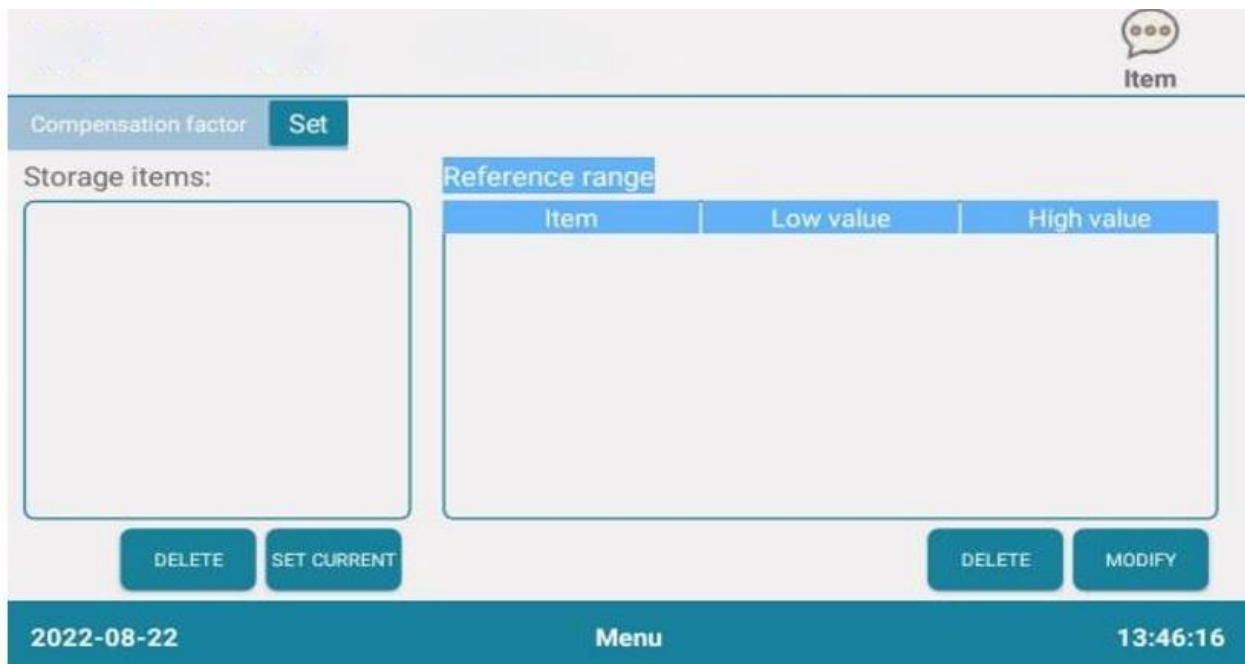 Item
Compensation factor Set
Storage items:
Reference range
Item Low value High value
DELETE SET CURRENT
DELETE MODIFY
2022-08-22 Menu 13:46:16